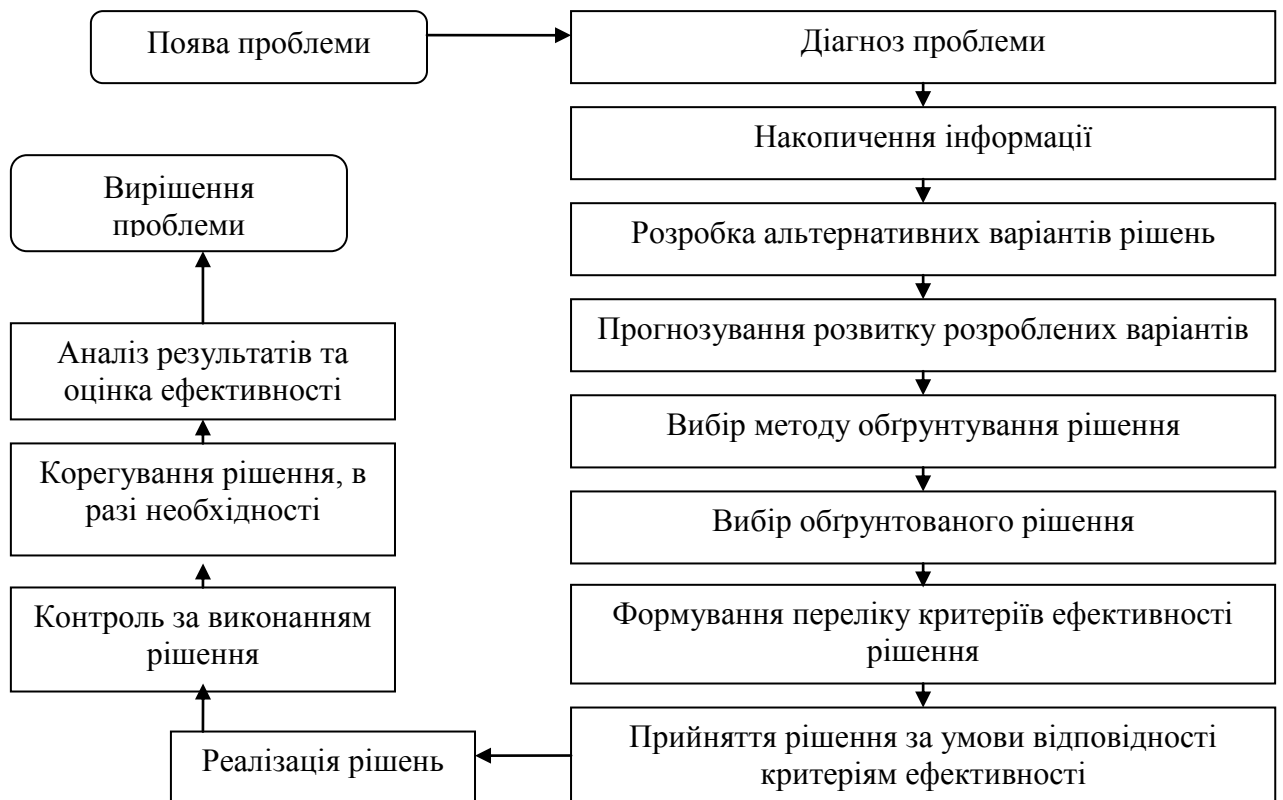 Поява проблеми
Діагноз проблеми
Накопичення інформації
Розробка альтернативних варіантів рішень
Прогнозування розвитку розроблених варіантів
Вибір методу обґрунтування рішення
Вибір обґрунтованого рішення
Формування переліку критеріїв ефективності
рішення
Прийняття рішення за умови відповідності
критеріям ефективності
Реалізація рішень
Контроль за виконанням
рішення
Корегування рішення, в
разі необхідності
Аналіз результатів та
оцінка ефективності
Вирішення
проблеми